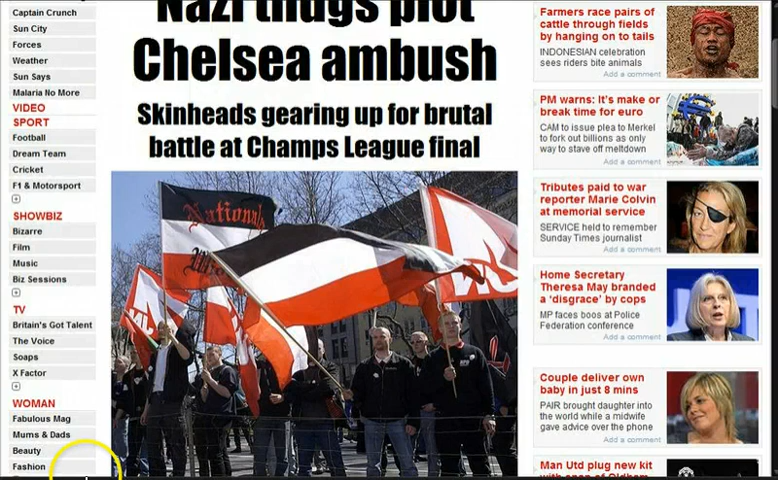 Captain Crunch
Sun City
Forces
Weather
Sun Says
Malaria No More
VIDEO
SPORT
Football
Dream Team
Cricket
F1 & Motorsport
SHOWBIZ
Bizarre
Film
Music
Biz Sessions
TV
Britain's Got Talent
The Voice
Soaps
X Factor
WOMAN
Fabulous Mag
Mums & Dads
Beauty
Fashion
Nazi thugs plot
Chelsea ambush
Skinheads gearing up for brutal
battle at Champs League final
National
Farmers race pairs of
cattle through fields
by hanging on to tails
INDONESIAN celebration
sees riders bite animals
Add a comment
PM warns: It's make or
break time for euro
CAM to issue plea to Merkel
to fork out billions as only
way to stave off meltdown
Add a comment
Tributes paid to war
reporter Marie Colvin
at memorial service
SERVICE held to remember
Sunday Times journalist
Add a comment
Home Secretary
Theresa May branded
a 'disgrace' by cops
MP faces boos at Police
Federation conference
Add a comment
Couple deliver own
baby in just 8 mins
PAIR brought daughter into
the world while a midwife
gave advice over the phone
Add a comment
Man Utd plug new kit